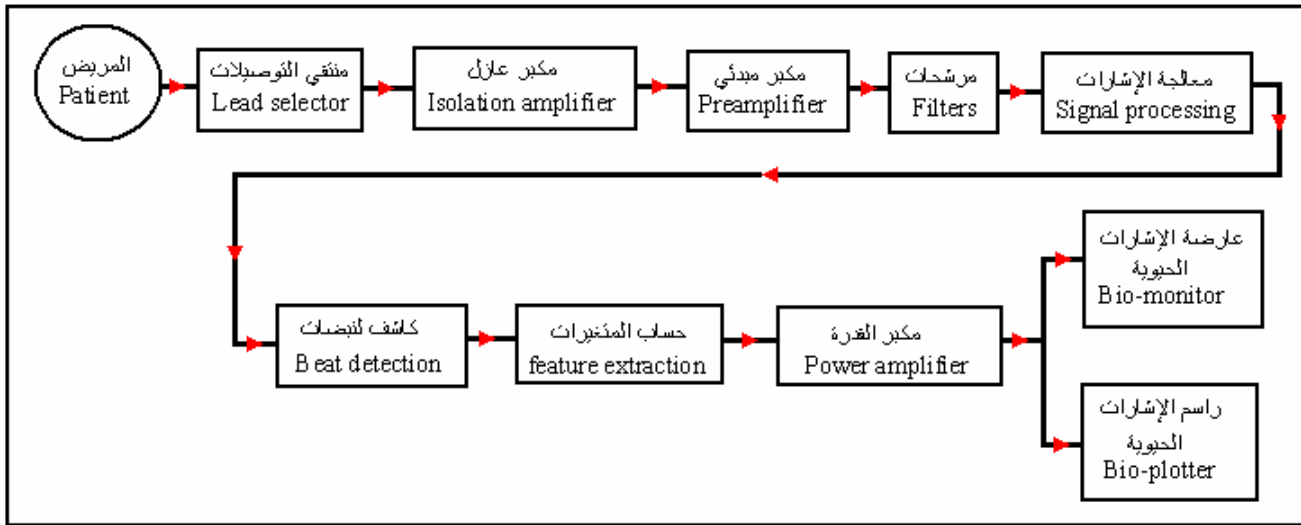 المريض
Patient
منتقي التوصيلات
Lead selector
مكبر عازل
Isolation amplifier
مكبر مبدئي
Preamplifier
مرشحات
Filters
معالجة الإشارات
Signal processing
كاشف لنبضات
Beat detection
حساب المتغيرات
feature extraction
مكبر القدرة
Power amplifier
عارضة الإشارات
الحيوية
Bio-monitor
راسم الإشارات
الحيوية
Bio-plotter